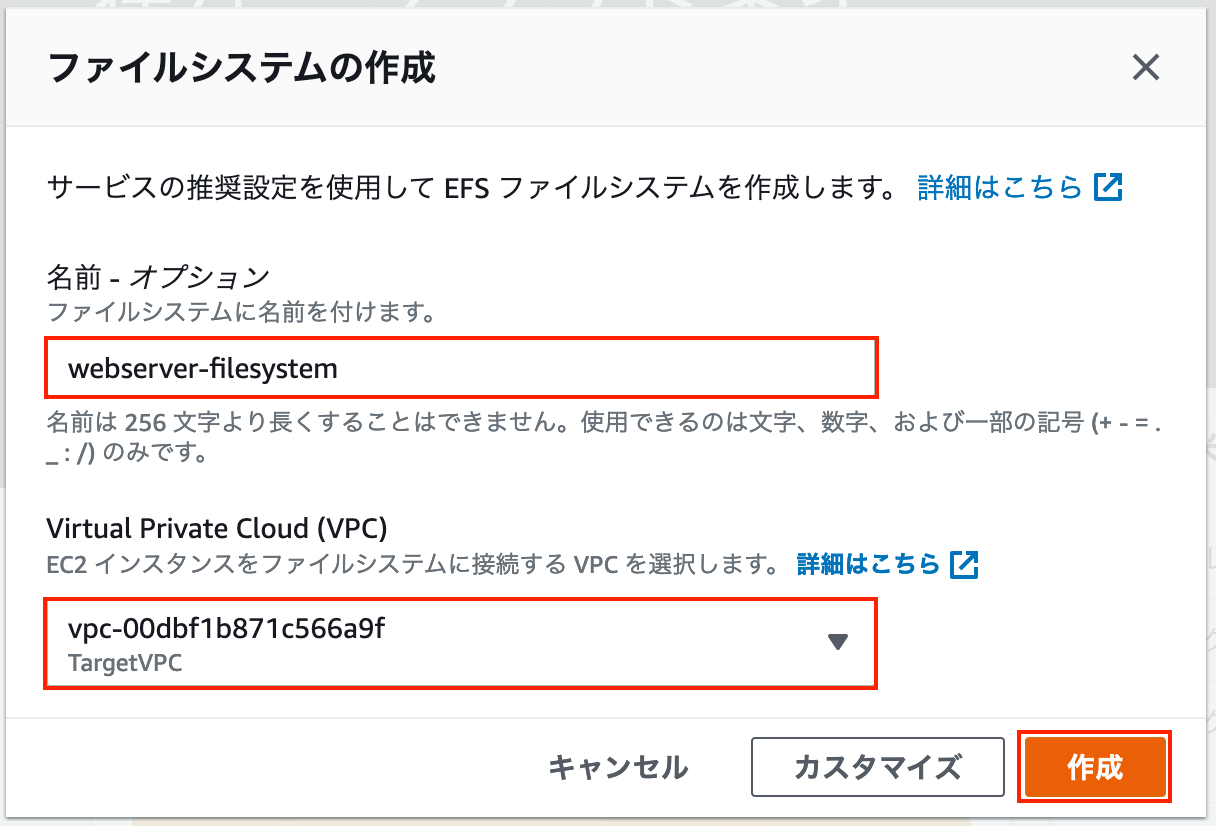 ファイルシステムの作成
サービスの推奨設定を使用して EFS ファイルシステムを作成します。 詳細はこちら
名前 - オプション
ファイルシステムに名前を付けます。
webserver-filesystem
名前は 256 文字より長くすることはできません。使用できるのは文字、数字、および一部の記号 (+ - = .
_ : /) のみです。
Virtual Private Cloud (VPC)
EC2 インスタンスをファイルシステムに接続する VPC を選択します。 詳細はこちら
vpc-00dbf1b871c566a9f
TargetVPC
キャンセル カスタマイズ 作成